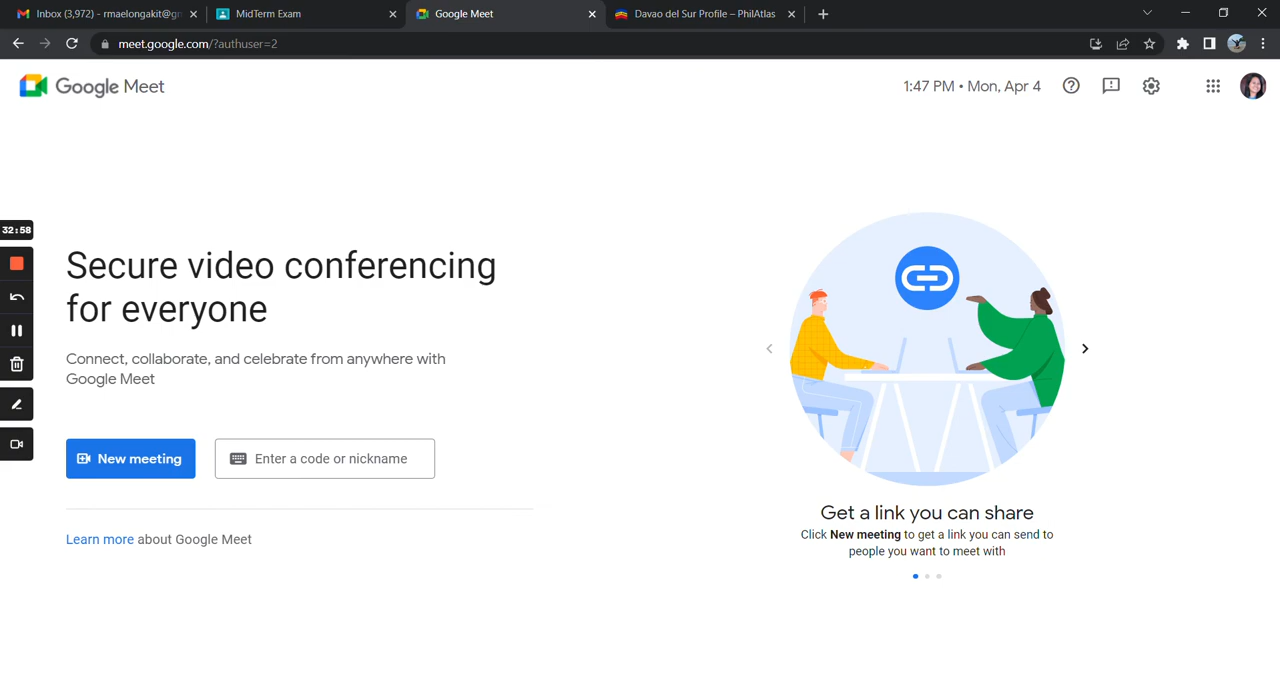 Inbox (3,972) - rmaelongakit@gm
MidTerm Exam
Google Meet
Davao del Sur Profile – PhilAtlas
meet.google.com/?authuser=2
Google Meet
1:47 PM • Mon, Apr 4
32:58
Secure video conferencing
for everyone
Connect, collaborate, and celebrate from anywhere with
Google Meet
New meeting
Enter a code or nickname
Learn more about Google Meet
Get a link you can share
Click New meeting to get a link you can send to
people you want to meet with